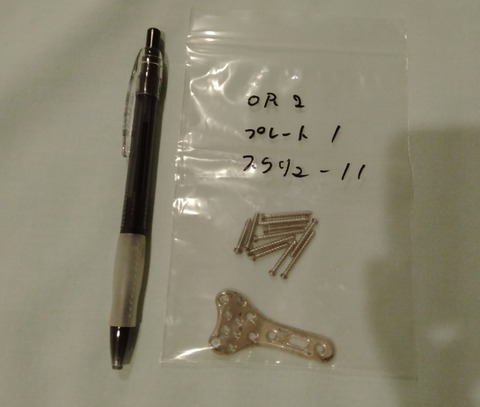 OR 2
プレート 1
スクリュー 11